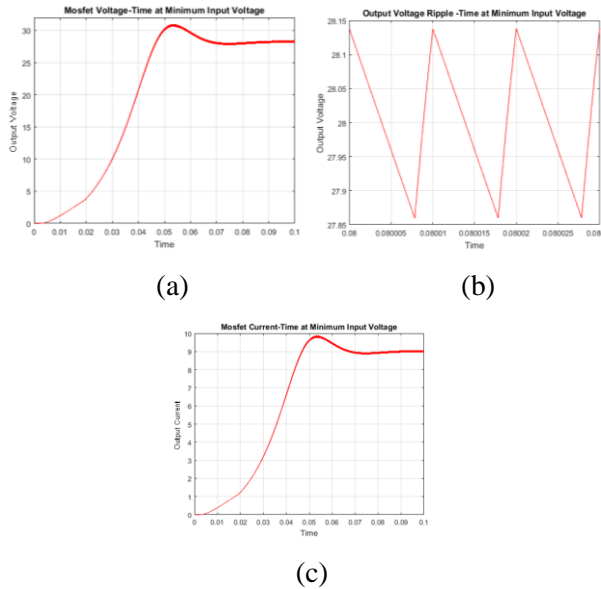 Mosfet Voltage-Time at Minimum Input Voltage
Output Voltage
30
25
20
15
10
5
0
0 0.01 0.02 0.03 0.04 0.05 0.06 0.07 0.08 0.09 0.1
Time
(a)
Output Voltage Ripple -Time at Minimum Input Voltage
Output Voltage
28.15
28.1
28.05
28
27.95
27.9
27.85
0.08 0.080005 0.08001 0.080015 0.08002 0.080025 0.08
Time
(b)
Mosfet Current-Time at Minimum Input Voltage
Output Current
10
9
8
7
6
5
4
3
2
1
0
0 0.01 0.02 0.03 0.04 0.05 0.06 0.07 0.08 0.09 0.1
Time
(c)